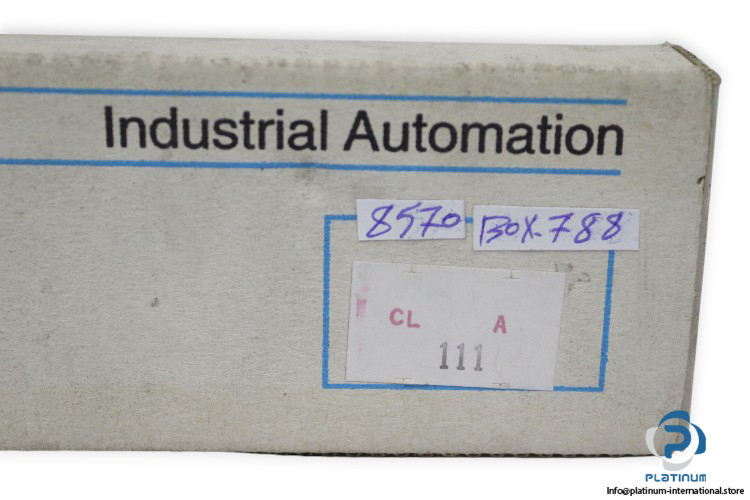 Industrial Automation
8570 BOX-788
CL A
111
PLATINUM
Info@platinum-international.store